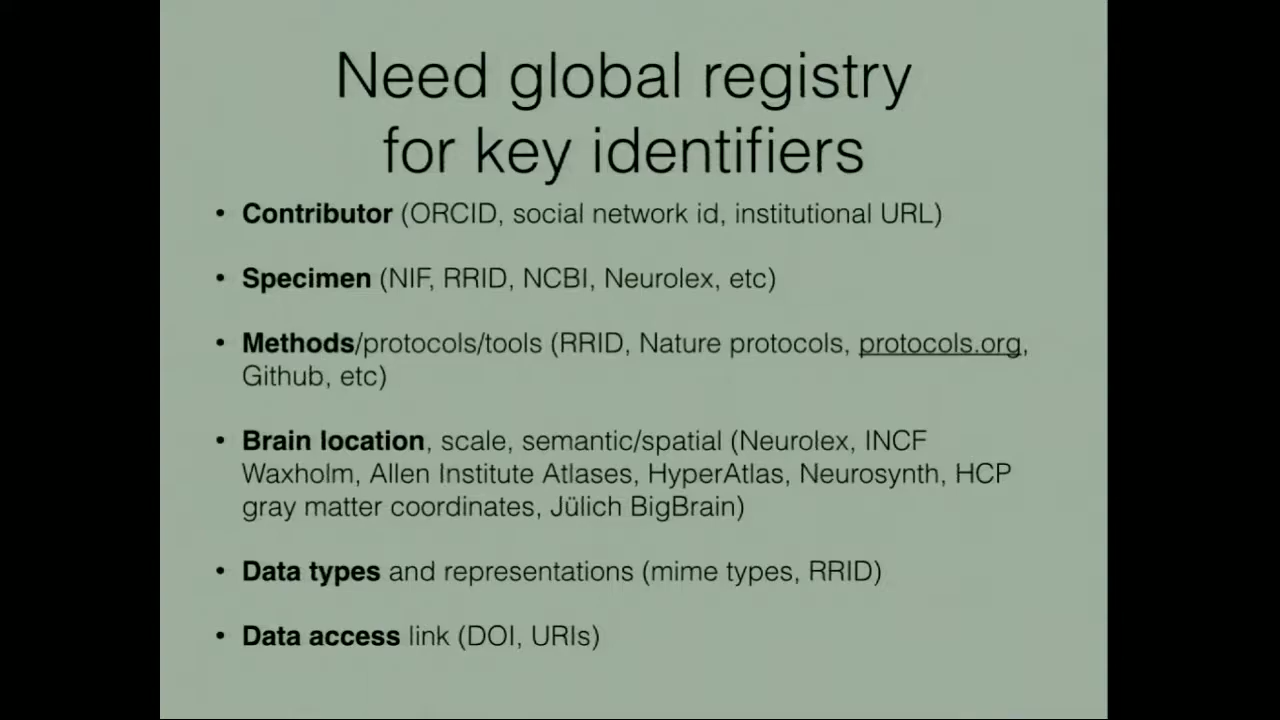 Need global registry
for key identifiers
• Contributor (ORCID, social network id, institutional URL)
• Specimen (NIF, RRID, NCBI, Neurolex, etc)
• Methods/protocols/tools (RRID, Nature protocols, protocols.org,
Github, etc)
• Brain location, scale, semantic/spatial (Neurolex, INCF
Waxholm, Allen Institute Atlases, HyperAtlas, Neurosynth, HCP
gray matter coordinates, Jülich BigBrain)
• Data types and representations (mime types, RRID)
• Data access link (DOI, URIs)